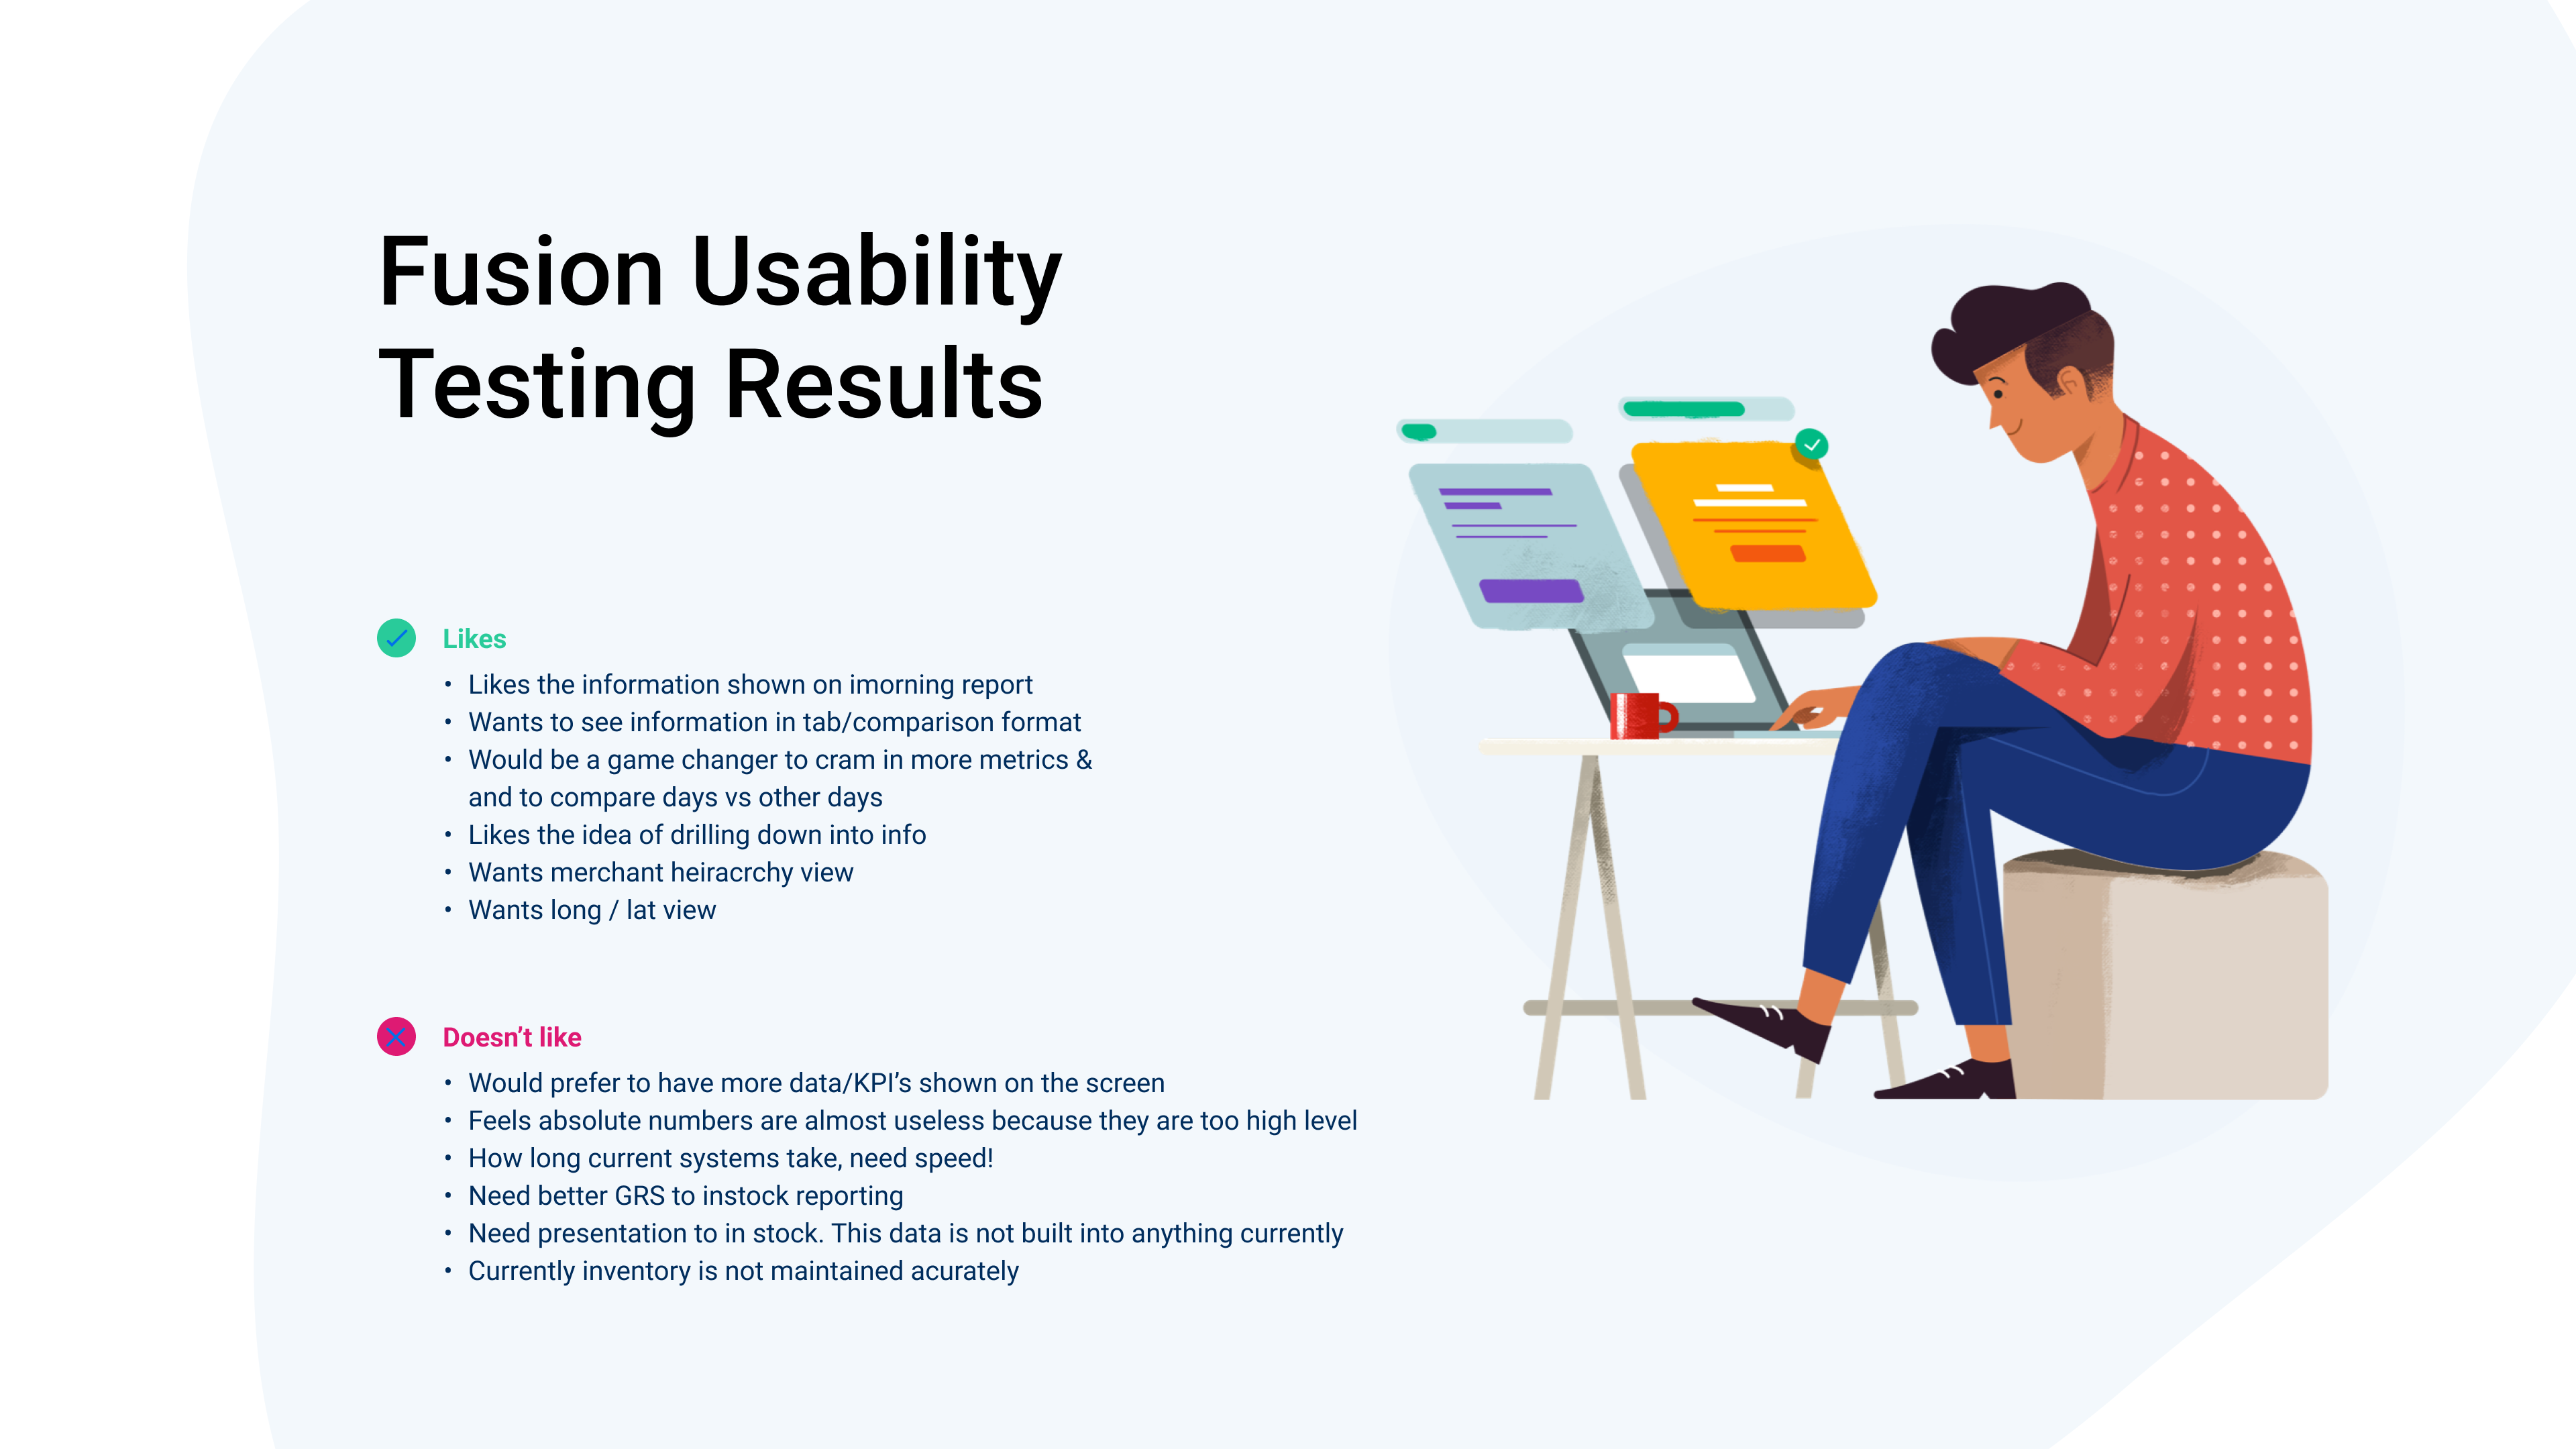 Fusion Usability
Testing Results
Likes
• Likes the information shown on imorning report
• Wants to see information in tab/comparison format
• Would be a game changer to cram in more metrics &
and to compare days vs other days
• Likes the idea of drilling down into info
• Wants merchant heiracrchy view
• Wants long / lat view
Doesn’t like
• Would prefer to have more data/KPI’s shown on the screen
• Feels absolute numbers are almost useless because they are too high level
• How long current systems take, need speed!
• Need better GRS to instock reporting
• Need presentation to in stock. This data is not built into anything currently
• Currently inventory is not maintained acurately